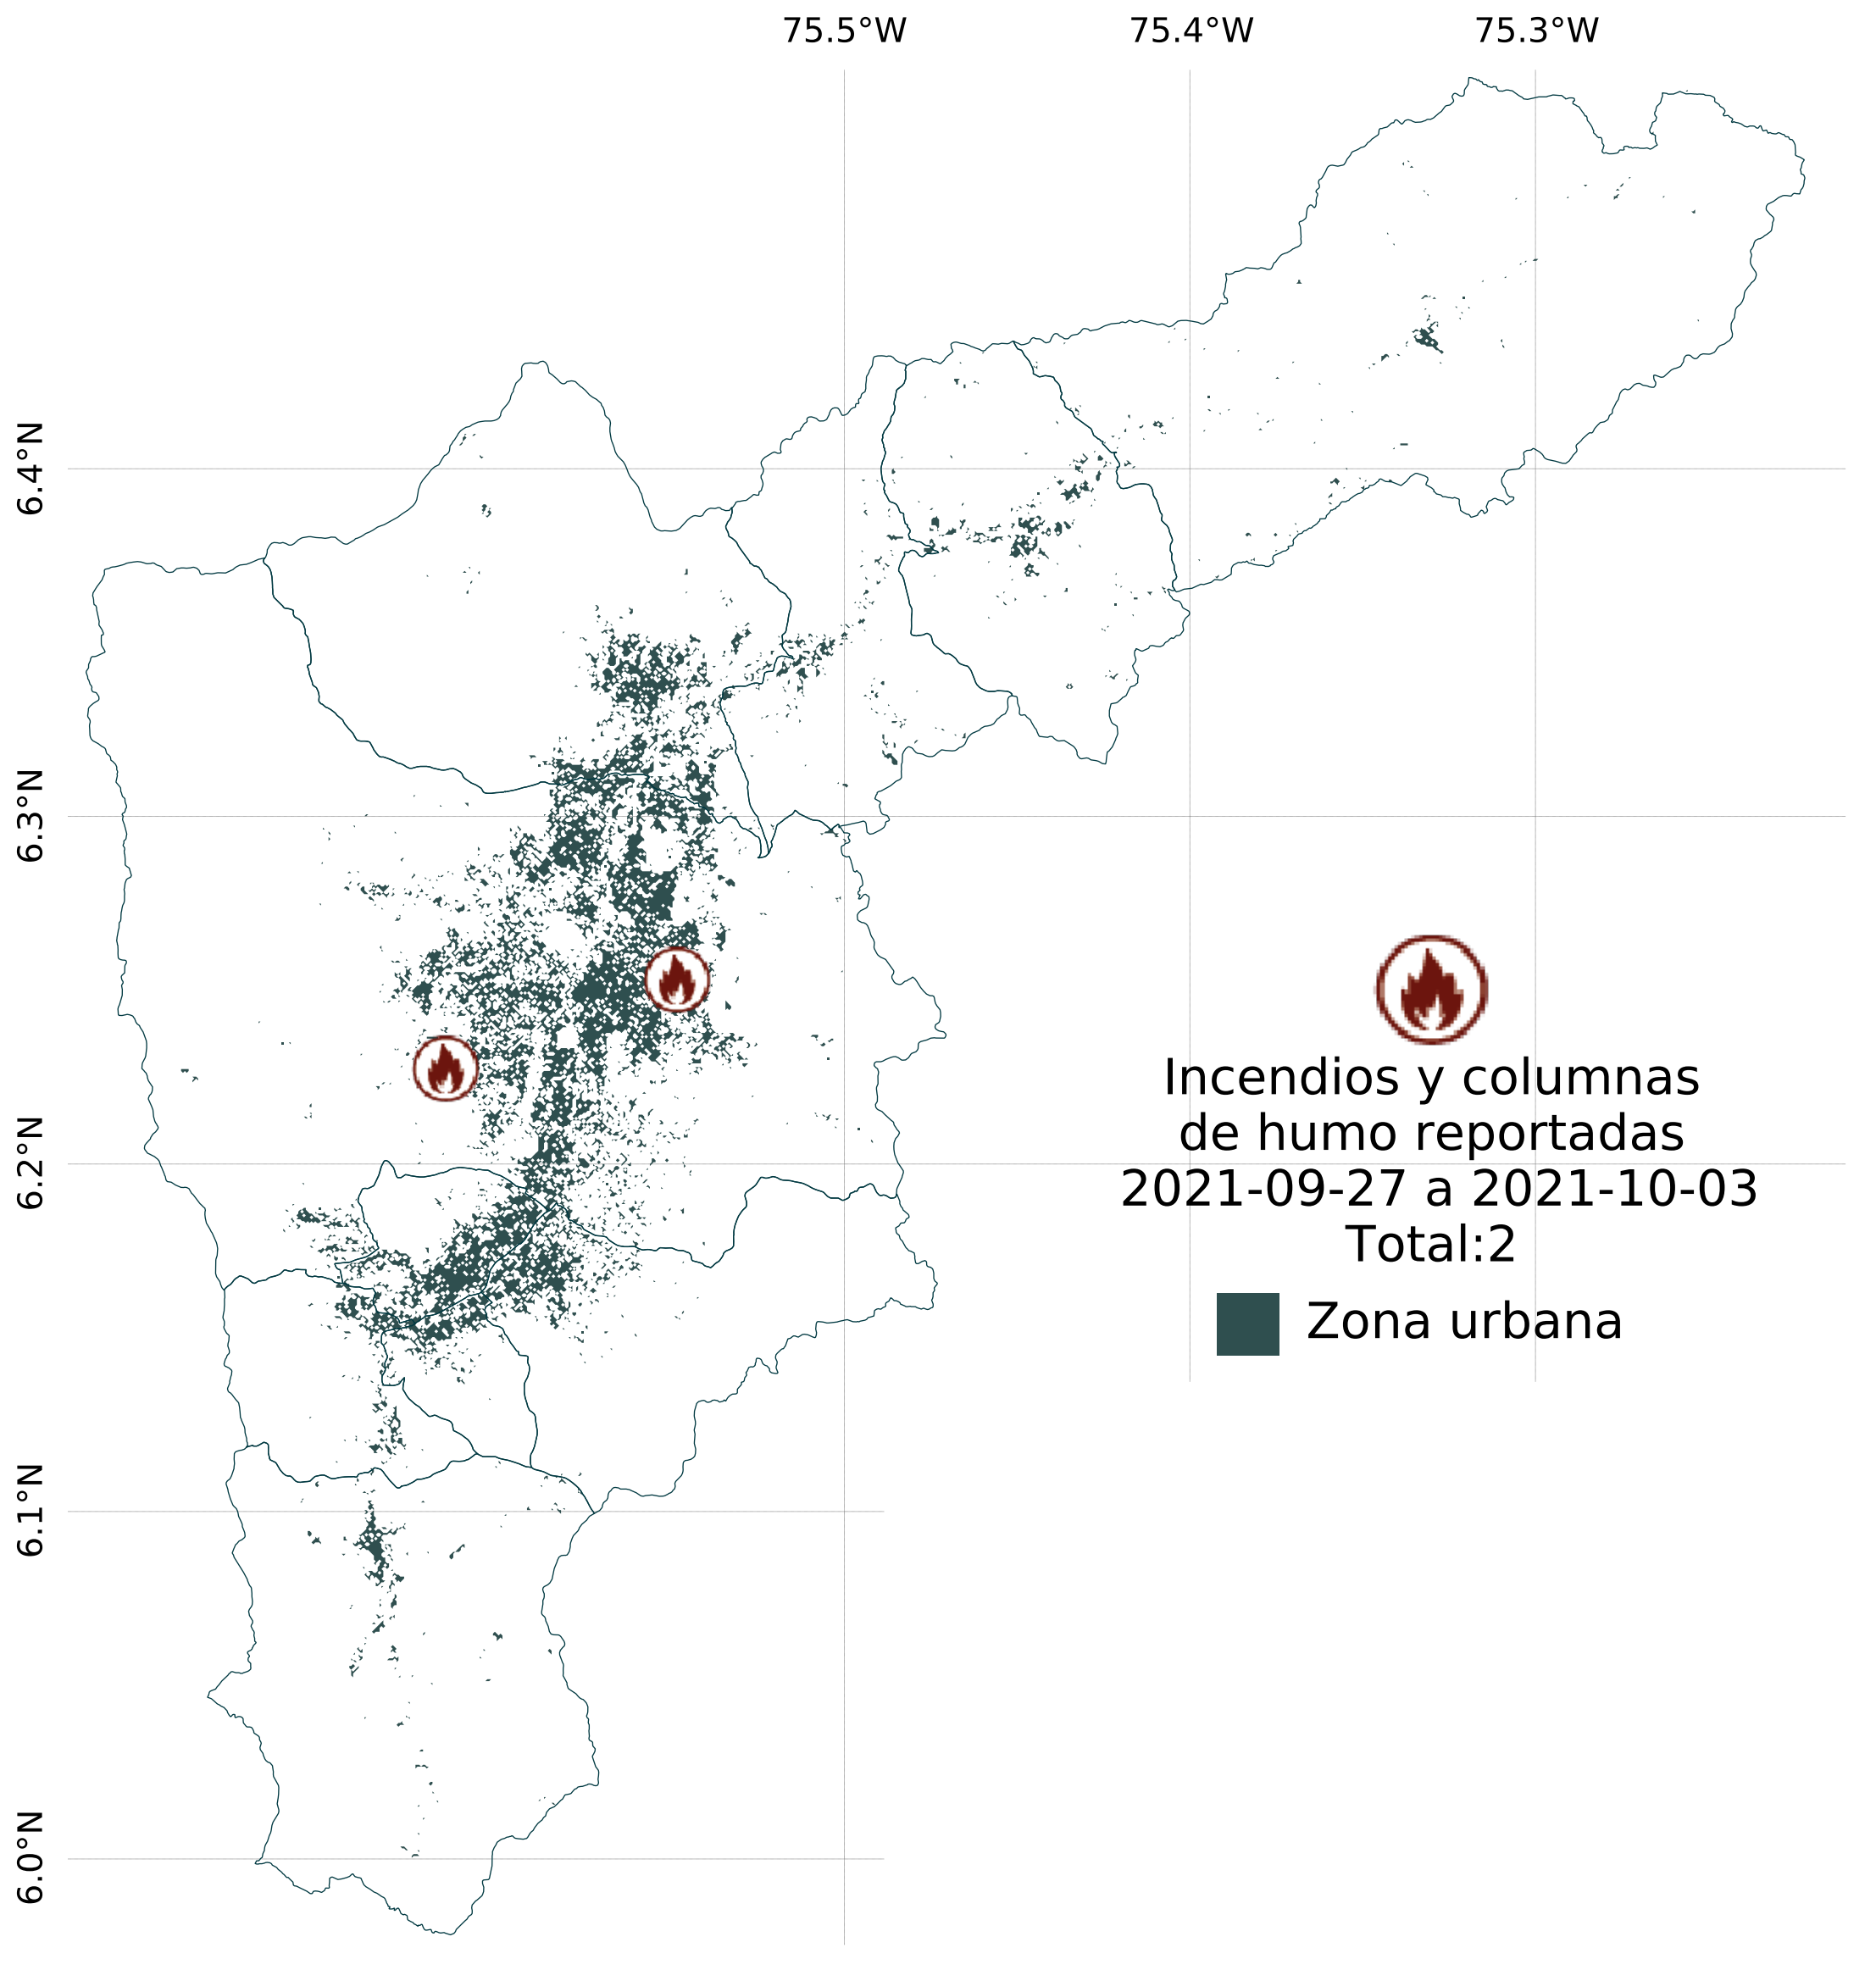 75.5°W 75.4°W 75.3°W
6.4°N
6.3°N
6.2°N
6.1°N
6.0°N
Incendios y columnas
de humo reportadas
2021-09-27 a 2021-10-03
Total:2
Zona urbana